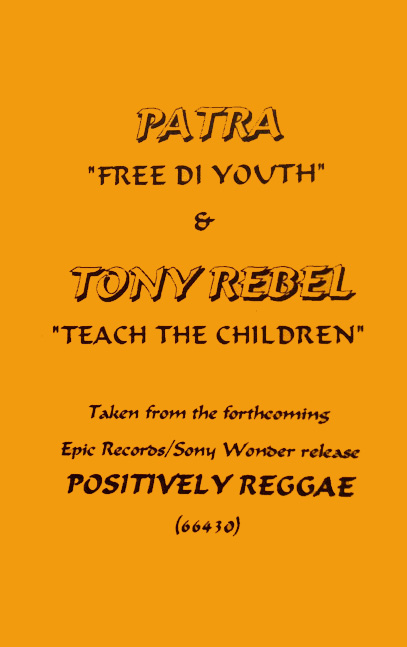 PATRA
"FREE DI YOUTH"
&
TONY REBEL
"TEACH THE CHILDREN"
Taken from the forthcoming
Epic Records/Sony Wonder release
POSITIVELY REGGAE
(66430)